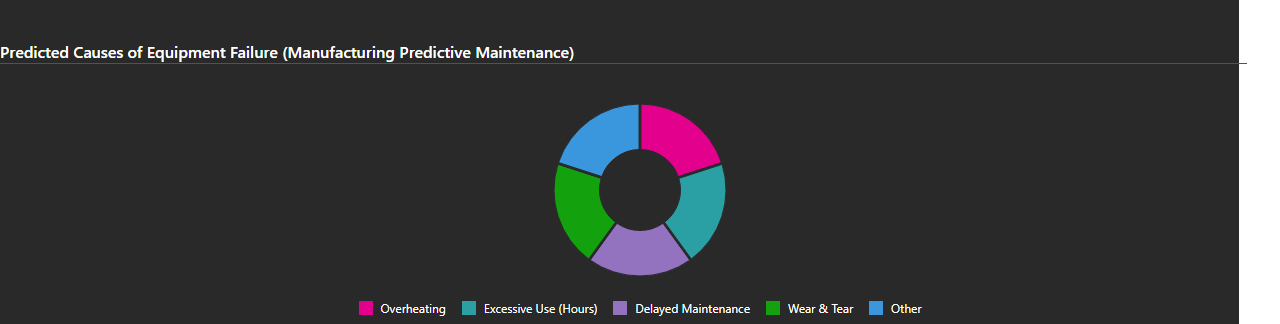 Predicted Causes of Equipment Failure (Manufacturing Predictive Maintenance)
Overheating Excessive Use (Hours) Delayed Maintenance Wear & Tear Other